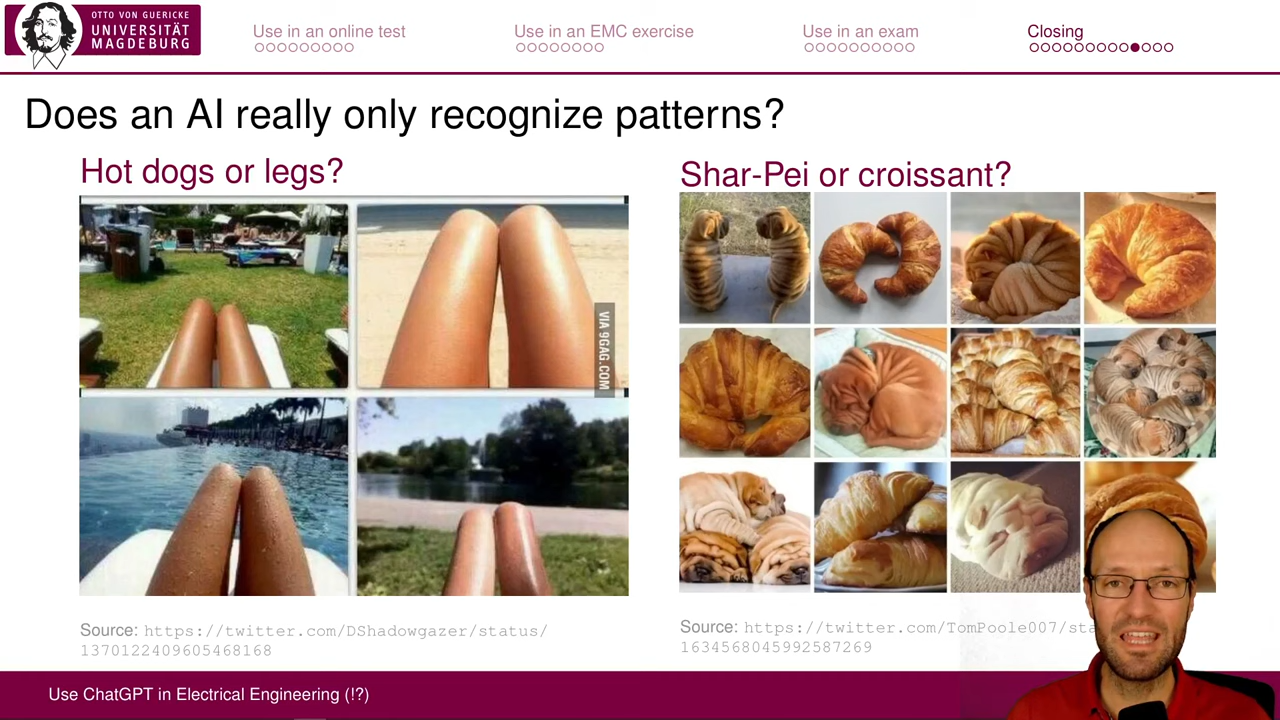 OTTO VON GUERICKE
UNIVERSITÄT
MAGDEBURG
Use in an online test
Use in an EMC exercise
Use in an exam
Closing
Does an AI really only recognize patterns?
Hot dogs or legs?
VIA 9GAG.COM
Source: https://twitter.com/DShadowgazer/status/
1370122409605468168
Shar-Pei or croissant?
Source: https://twitter.com/TomPoole007/sta
1634568045992587269
Use ChatGPT in Electrical Engineering (!?)